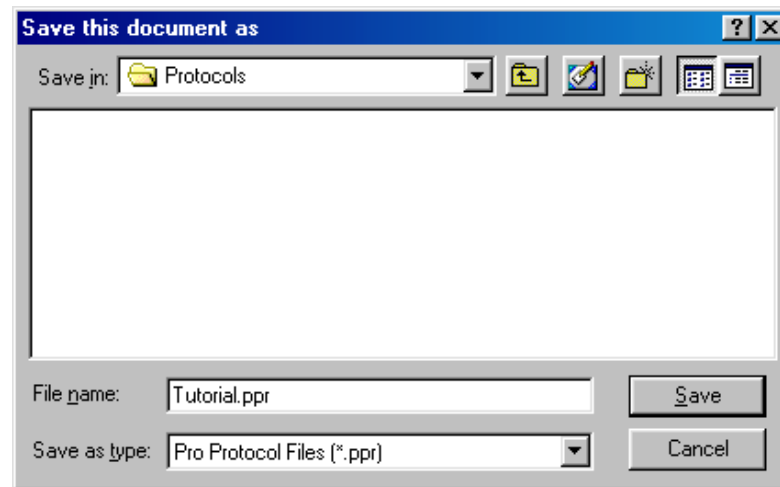 Save this document as
Save in: Protocols
File name: Tutorial.ppr Save
Save as type: Pro Protocol Files (*.ppr) Cancel